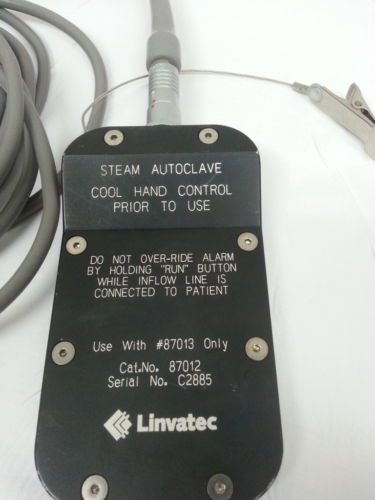 STEAM AUTOCLAVE
COOL HAND CONTROL
PRIOR TO USE
DO NOT OVER-RIDE ALARM
BY HOLDING "RUN" BUTTON
WHILE INFLOW LINE IS
CONNECTED TO PATIENT
Use With #87013 Only
Cat.No. 87012
Serial No. C2885
Linvatec